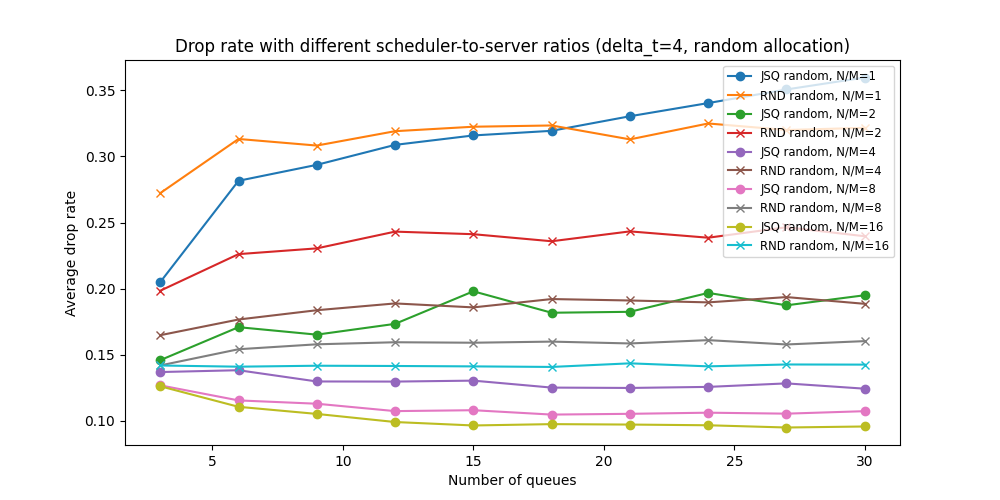 Drop rate with different scheduler-to-server ratios (delta_t=4, random allocation)
Average drop rate
0.35
0.30
0.25
0.20
0.15
0.10
JSQ random, N/M=1
RND random, N/M=1
JSQ random, N/M=2
RND random, N/M=2
JSQ random, N/M=4
RND random, N/M=4
JSQ random, N/M=8
RND random, N/M=8
JSQ random, N/M=16
RND random, N/M=16
5
10
15
20
25
30
Number of queues